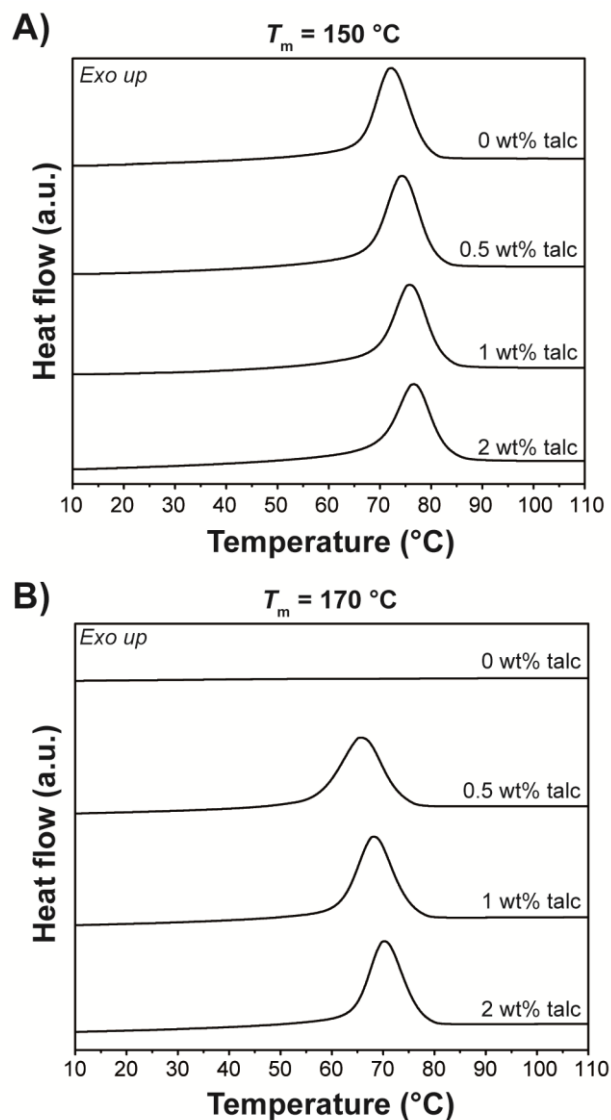 A)
Tm = 150 °C
Exo up
0 wt% talc
0.5 wt% talc
1 wt% talc
2 wt% talc
Heat flow (a.u.)
10 20 30 40 50 60 70 80 90 100 110
Temperature (°C)
B)
Tm = 170 °C
Exo up
0 wt% talc
0.5 wt% talc
1 wt% talc
2 wt% talc
Heat flow (a.u.)
10 20 30 40 50 60 70 80 90 100 110
Temperature (°C)